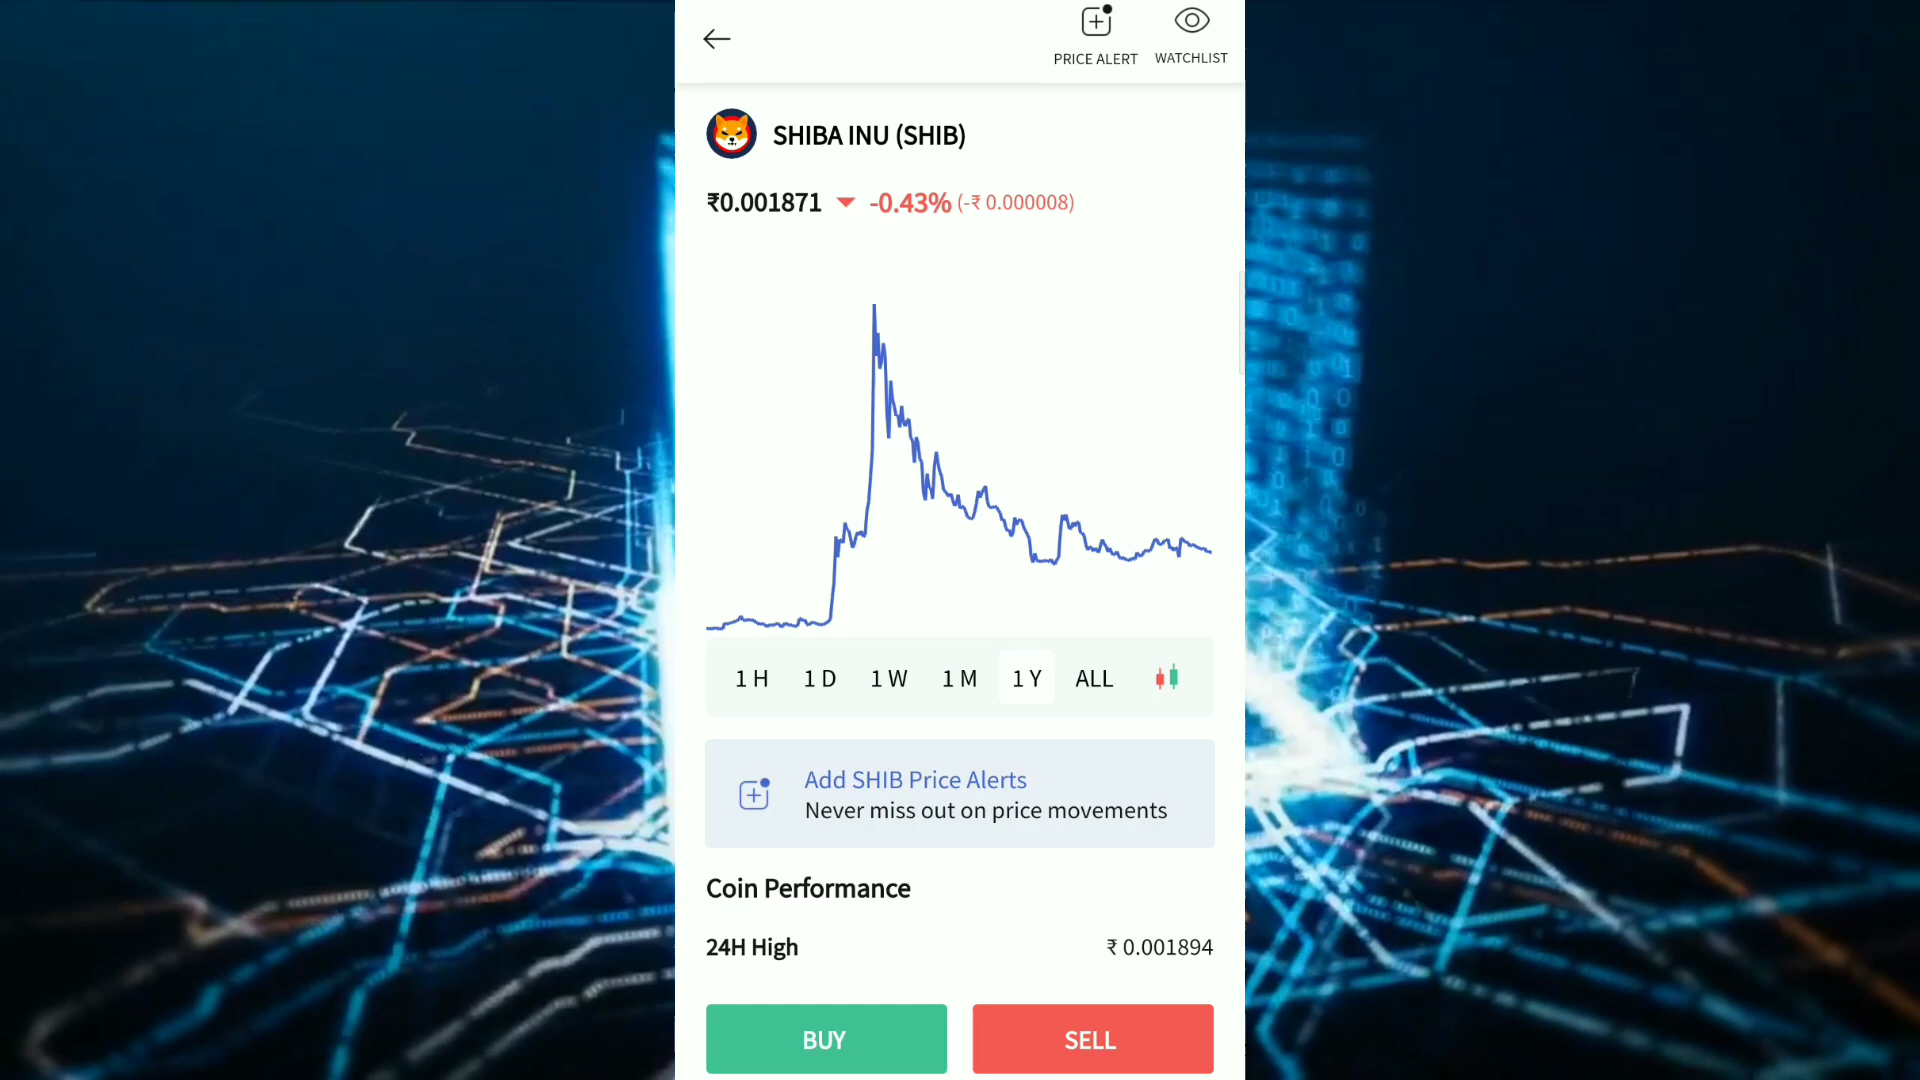 PRICE ALERT WATCHLIST
SHIBA INU (SHIB)
₹0.001871 -0.43% (-₹ 0.000008)
1 H 1 D 1 W 1 M 1 Y ALL
Add SHIB Price Alerts
Never miss out on price movements
Coin Performance
24H High ₹ 0.001894
BUY SELL